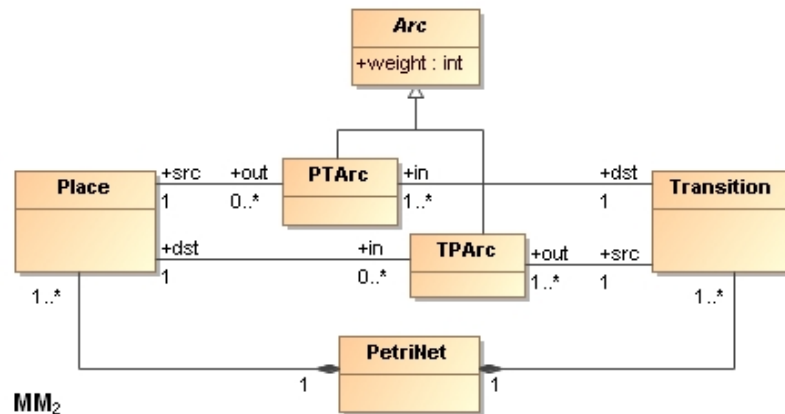 Arc
+weight : int
+src +out PTArc +in +dst
Place Transition
1 0..* 1..* 1
+dst +in TPArc +out +src
1 0..* 1..* 1
1..* 1..*
PetriNet
1 1
MM₂